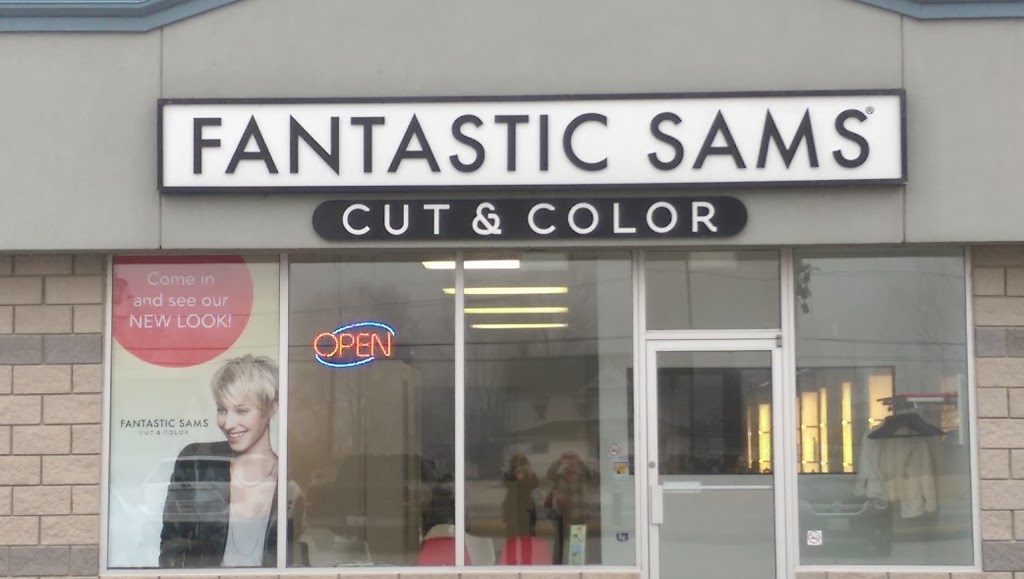 FANTASTIC SAMS®
CUT & COLOR
Come in
and see our
NEW LOOK!
OPEN
FANTASTIC SAMS
CUT & COLOR